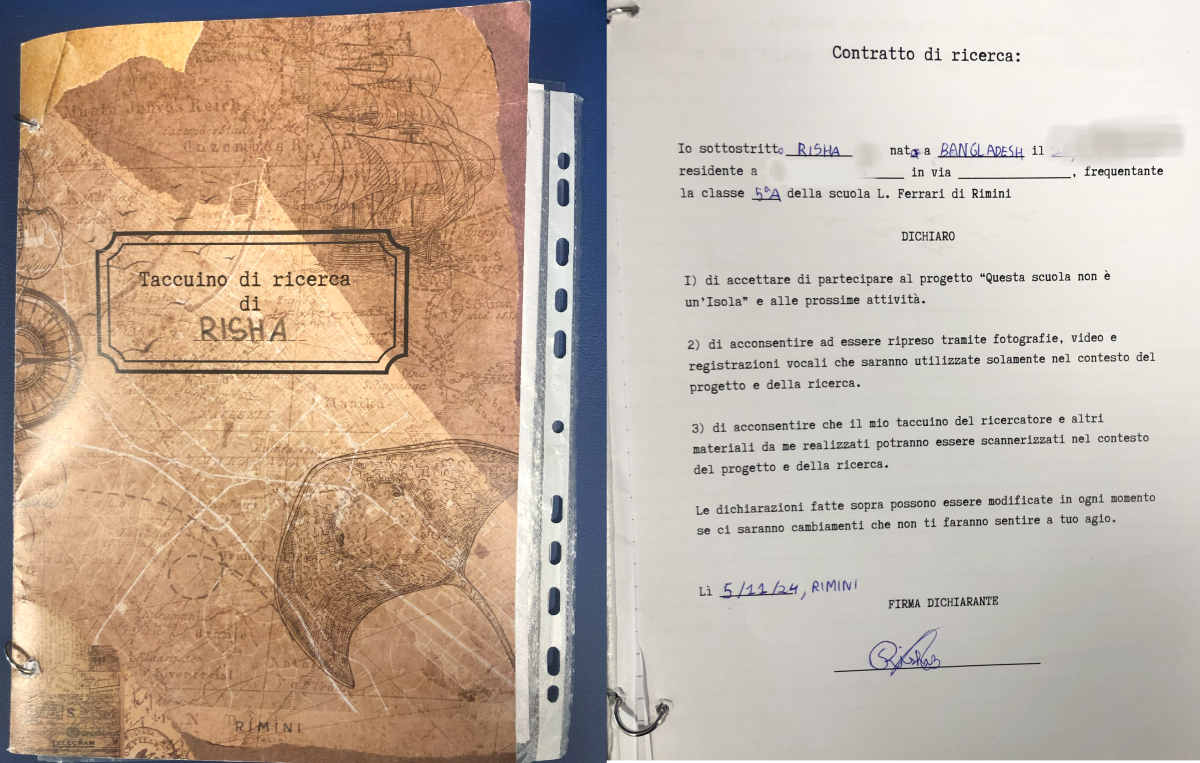 Taccuino di ricerca
di
RISHA
RIMINI
TELEGRAM
Contratto di ricerca:
Io sottostritto RISHA nata a BANGLADESH il
residente a in via , frequentante
la classe 5ªA della scuola L. Ferrari di Rimini
DICHIARO
I) di accettare di partecipare al progetto “Questa scuola non è
un'Isola” e alle prossime attività.
2) di acconsentire ad essere ripreso tramite fotografie, video e
registrazioni vocali che saranno utilizzate solamente nel contesto del
progetto e della ricerca.
3) di acconsentire che il mio taccuino del ricercatore e altri
materiali da me realizzati potranno essere scannerizzati nel contesto
del progetto e della ricerca.
Le dichiarazioni fatte sopra possono essere modificate in ogni momento
se ci saranno cambiamenti che non ti faranno sentire a tuo agio.
Lì 5/11/24, RIMINI
FIRMA DICHIARANTE